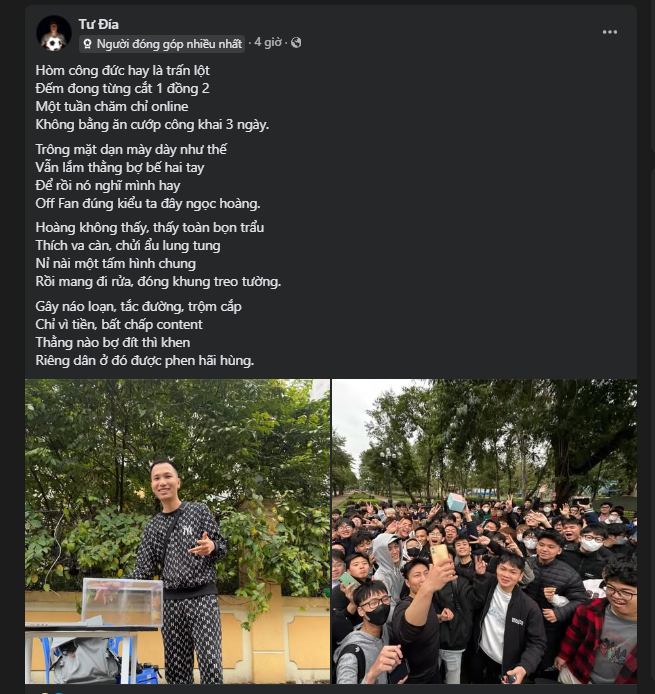 Tư Đía
Người đóng góp nhiều nhất · 4 giờ ·
Hòm công đức hay là trấn lột
Đếm đong từng cắt 1 đồng 2
Một tuần chăm chỉ online
Không bằng ăn cướp công khai 3 ngày.
Trông mặt dạn mày dày như thế
Vẫn lắm thằng bợ bế hai tay
Để rồi nó nghĩ mình hay
Off Fan đúng kiểu ta đây ngọc hoàng.
Hoàng không thấy, thấy toàn bọn trẩu
Thích va càn, chửi ẩu lung tung
Nỉ nài một tấm hình chung
Rồi mang đi rửa, đóng khung treo tường.
Gây náo loạn, tắc đường, trộm cắp
Chỉ vì tiền, bất chấp content
Thằng nào bợ đít thì khen
Riêng dân ở đó được phen hãi hùng.
NY